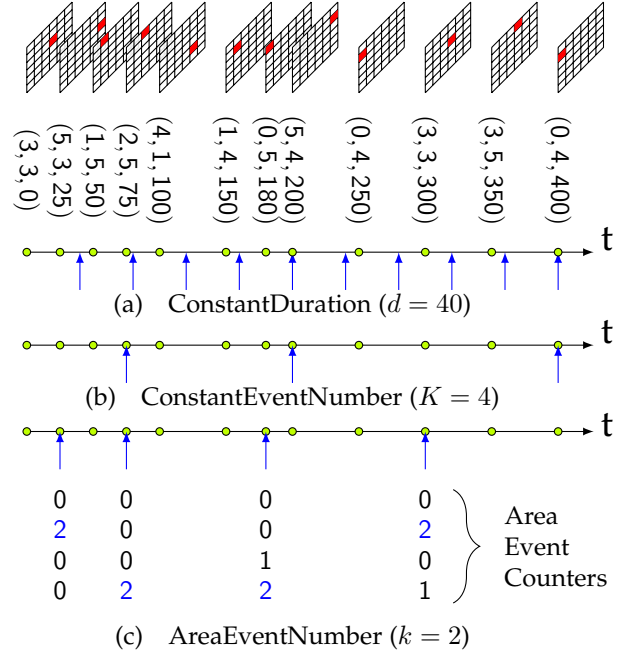 (3, 3, 0)
(5, 3, 25)
(1, 5, 50)
(2, 5, 75)
(4, 1, 100)
(1, 4, 150)
(0, 5, 180)
(5, 4, 200)
(0, 4, 250)
(3, 3, 300)
(3, 5, 350)
(0, 4, 400)
t
(a) ConstantDuration (d = 40)
t
(b) ConstantEventNumber (K = 4)
t
0 0 0 0
2 0 0 2
0 0 1 0
0 2 2 1
Area
Event
Counters
(c) AreaEventNumber (k = 2)